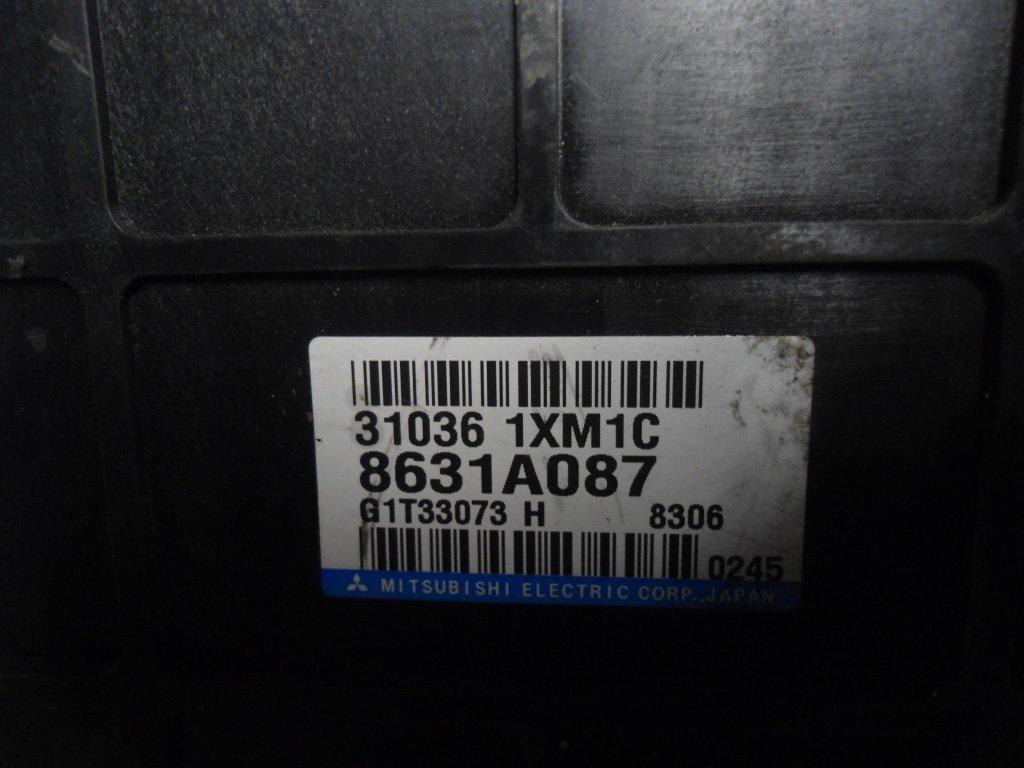 31036 1XM1C
8631A087
G1T33073 H 8306
0245
MITSUBISHI ELECTRIC CORP.,JAPAN